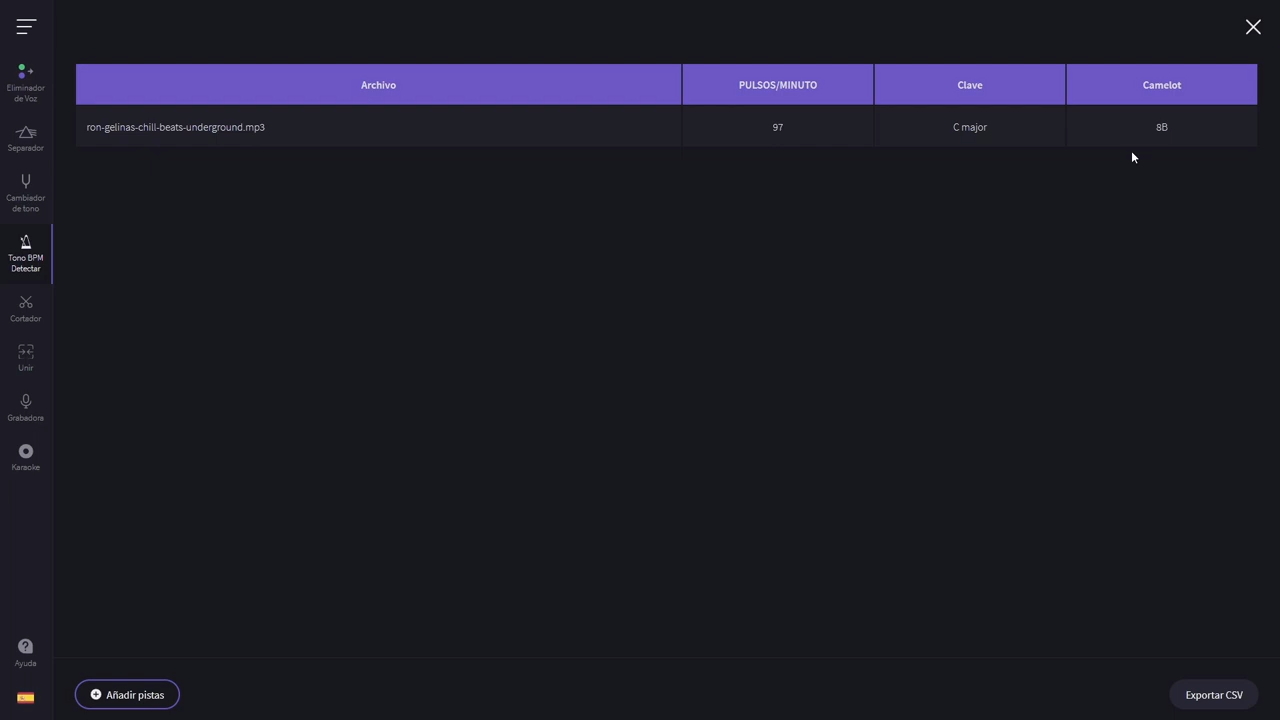 Archivo PULSOS/MINUTO Clave Camelot
ron-gelinas-chill-beats-underground.mp3 97 C major 8B
Eliminador
de Voz
Separador
Cambiador
de tono
Tono BPM
Detectar
Cortador
Unir
Grabadora
Karaoke
Ayuda
Añadir pistas
Exportar CSV